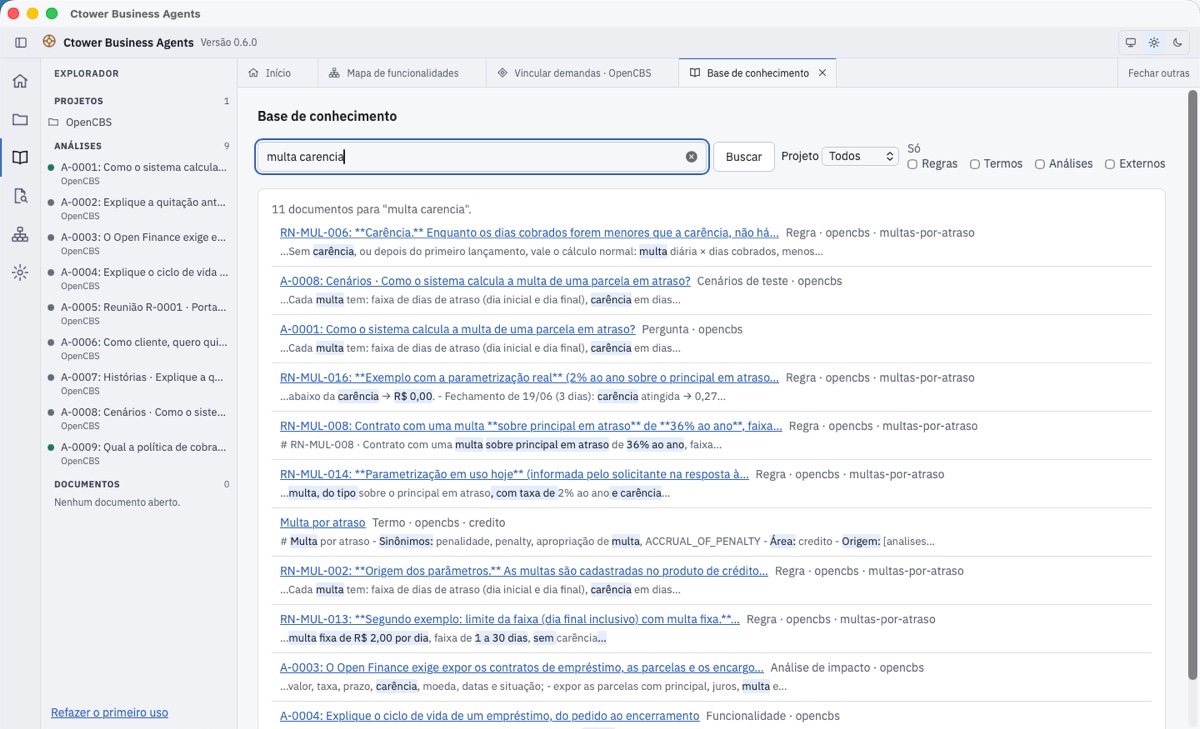 Ctower Business Agents
Ctower Business Agents Versão 0.6.0
EXPLORADOR
PROJETOS 1
OpenCBS
ANÁLISES 9
A-0001: Como o sistema calcula...
OpenCBS
A-0002: Explique a quitação ant...
OpenCBS
A-0003: O Open Finance exige e...
OpenCBS
A-0004: Explique o ciclo de vida ...
OpenCBS
A-0005: Reunião R-0001 · Porta...
OpenCBS
A-0006: Como cliente, quero qui...
OpenCBS
A-0007: Histórias · Explique a q...
OpenCBS
A-0008: Cenários · Como o siste...
OpenCBS
A-0009: Qual a política de cobra...
OpenCBS
DOCUMENTOS 0
Nenhum documento aberto.
Refazer o primeiro uso
Início
Mapa de funcionalidades
Vincular demandas · OpenCBS
Base de conhecimento
Fechar outras
Base de conhecimento
multa carencia
Buscar
Projeto Todos
Só
Regras Termos Análises Externos
11 documentos para "multa carencia".
RN-MUL-006: **Carência.** Enquanto os dias cobrados forem menores que a carência, não há... Regra · opencbs · multas-por-atraso
...Sem carência, ou depois do primeiro lançamento, vale o cálculo normal: multa diária × dias cobrados, menos...
A-0008: Cenários · Como o sistema calcula a multa de uma parcela em atraso? Cenários de teste · opencbs
...Cada multa tem: faixa de dias de atraso (dia inicial e dia final), carência em dias...
A-0001: Como o sistema calcula a multa de uma parcela em atraso? Pergunta · opencbs
...Cada multa tem: faixa de dias de atraso (dia inicial e dia final), carência em dias...
RN-MUL-016: **Exemplo com a parametrização real** (2% ao ano sobre o principal em atraso... Regra · opencbs · multas-por-atraso
...abaixo da carência → R$ 0,00. - Fechamento de 19/06 (3 dias): carência atingida → 0,27...
RN-MUL-008: Contrato com uma multa **sobre principal em atraso** de **36% ao ano**, faixa... Regra · opencbs · multas-por-atraso
# RN-MUL-008 · Contrato com uma multa sobre principal em atraso de 36% ao ano, faixa...
RN-MUL-014: **Parametrização em uso hoje** (informada pelo solicitante na resposta à... Regra · opencbs · multas-por-atraso
...multa, do tipo sobre o principal em atraso, com taxa de 2% ao ano e carência...
Multa por atraso Termo · opencbs · credito
# Multa por atraso - Sinônimos: penalidade, penalty, apropriação de multa, ACCRUAL_OF_PENALTY - Área: credito - Origem: [analises...
RN-MUL-002: **Origem dos parâmetros.** As multas são cadastradas no produto de crédito... Regra · opencbs · multas-por-atraso
...Cada multa tem: faixa de dias de atraso (dia inicial e dia final), carência em dias...
RN-MUL-013: **Segundo exemplo: limite da faixa (dia final inclusivo) com multa fixa.**... Regra · opencbs · multas-por-atraso
...multa fixa de R$ 2,00 por dia, faixa de 1 a 30 dias, sem carência...
A-0003: O Open Finance exige expor os contratos de empréstimo, as parcelas e os encargo... Análise de impacto · opencbs
...valor, taxa, prazo, carência, moeda, datas e situação; - expor as parcelas com principal, juros, multa e...
A-0004: Explique o ciclo de vida de um empréstimo, do pedido ao encerramento Funcionalidade · opencbs